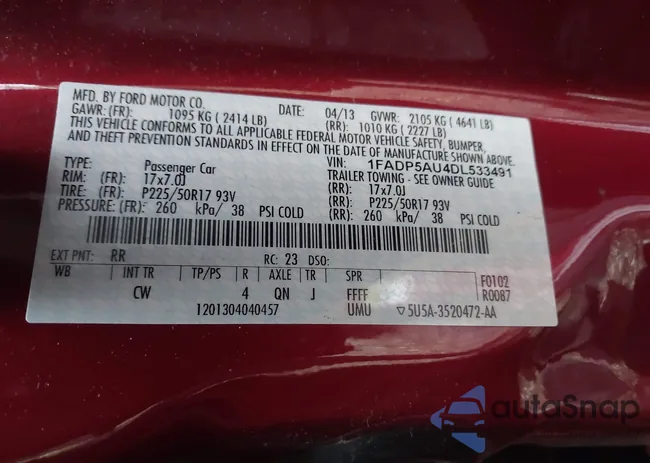 MFD. BY FORD MOTOR CO.
DATE: 04/13 GVWR: 2105 KG ( 4641 LB)
GAWR: (FR): 1095 KG ( 2414 LB) (RR): 1010 KG ( 2227 LB)
THIS VEHICLE CONFORMS TO ALL APPLICABLE FEDERAL MOTOR VEHICLE SAFETY, BUMPER,
AND THEFT PREVENTION STANDARDS IN EFFECT ON THE DATE OF MANUFACTURE SHOWN ABOVE.
VIN: 1FADP5AU4DL533491
TYPE: Passenger Car TRAILER TOWING - SEE OWNER GUIDE
RIM: (FR): 17x7.0J (RR): 17x7.0J
TIRE: (FR): P225/50R17 93V (RR): P225/50R17 93V
PRESSURE: (FR): 260 kPa/ 38 PSI COLD (RR): 260 kPa/ 38 PSI COLD
EXT PNT: RR RC: 23 DSO:
WB INT TR TP/PS R AXLE TR SPR F0102
CW 4 QN J FFFF R0087
1201304040457 UMU ▽5U5A-3520472-AA
autoSnap